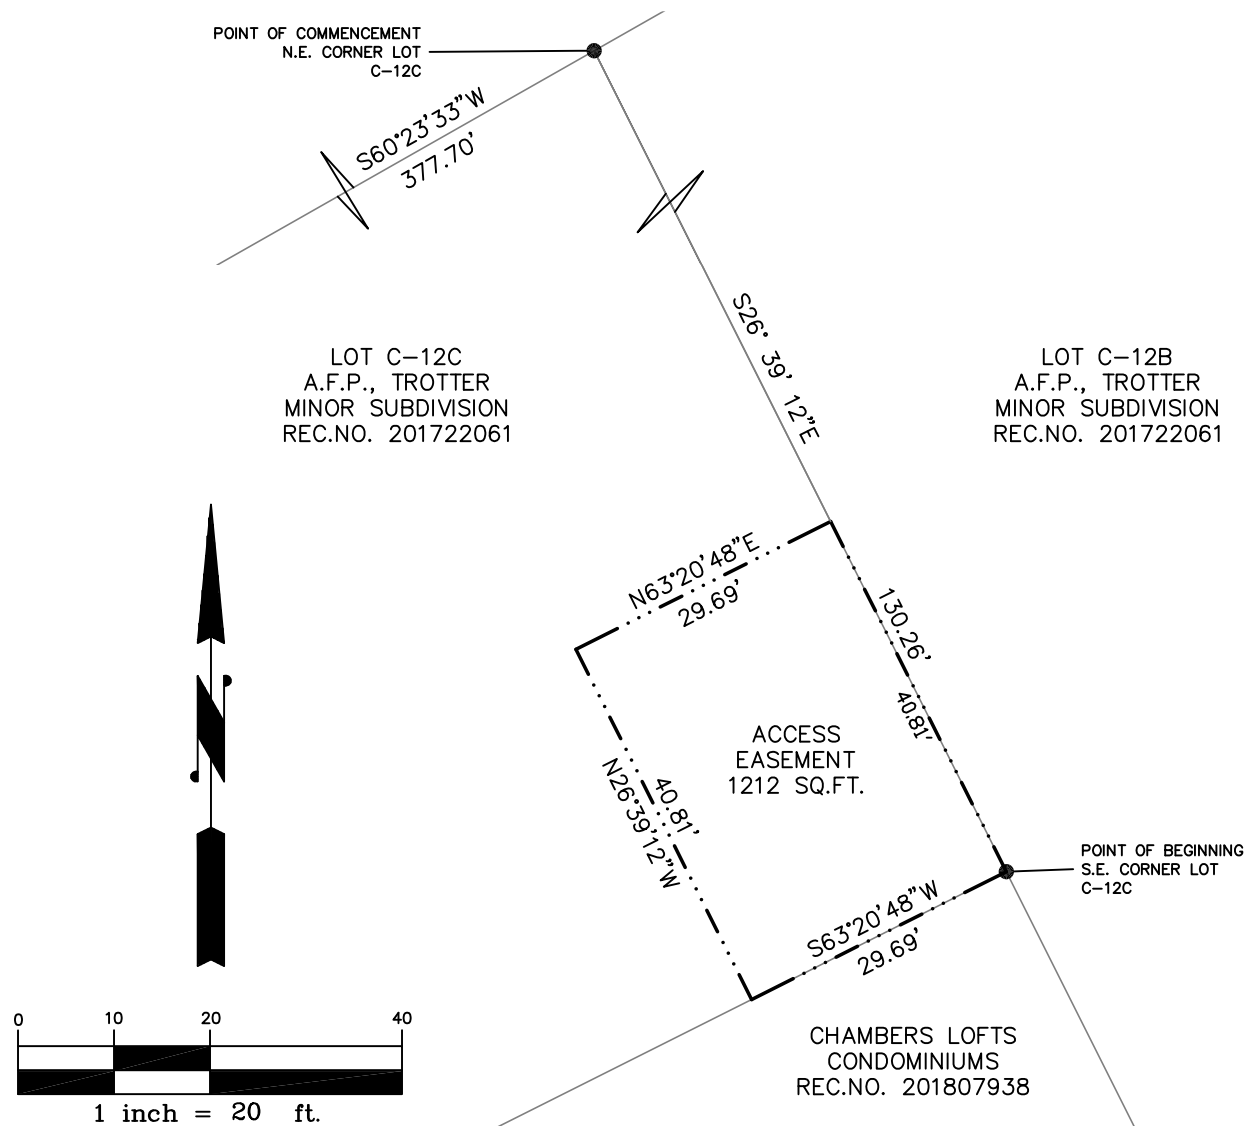 POINT OF COMMENCEMENT
N.E. CORNER LOT
C-12C
S60°23'33"W
377.70'
S26° 39' 12"E
LOT C-12C
A.F.P., TROTTER
MINOR SUBDIVISION
REC.NO. 201722061
LOT C-12B
A.F.P., TROTTER
MINOR SUBDIVISION
REC.NO. 201722061
N63°20'48"E
29.69'
130.26'
40.81'
N
ACCESS
EASEMENT
1212 SQ.FT.
40.81'
N26°39'12"W
POINT OF BEGINNING
S.E. CORNER LOT
C-12C
S63°20'48"W
29.69'
0 10 20 40
1 inch = 20 ft.
CHAMBERS LOFTS
CONDOMINIUMS
REC.NO. 201807938